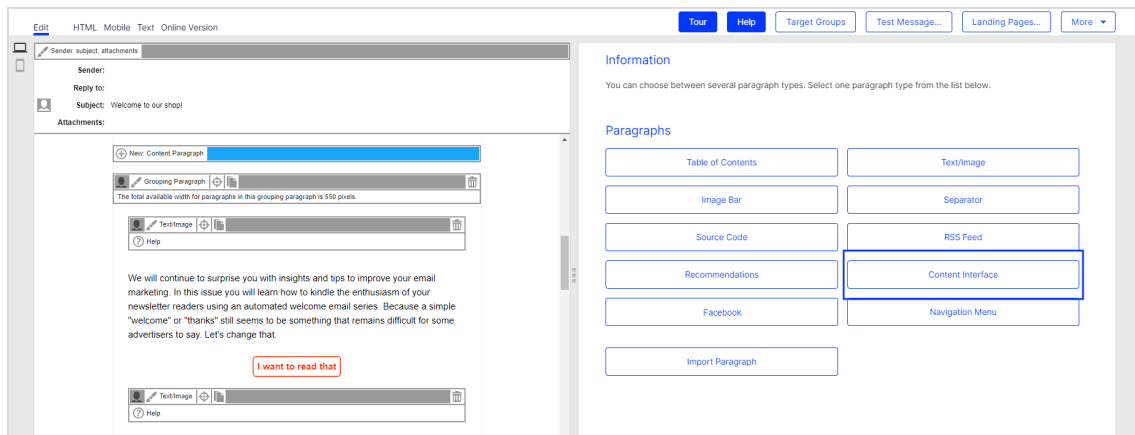 Edit HTML Mobile Text Online Version
Tour Help Target Groups Test Message... Landing Pages... More
Sender, subject, attachments
Sender:
Reply to:
Subject: Welcome to our shop!
Attachments:
New: Content Paragraph
Grouping Paragraph
The total available width for paragraphs in this grouping paragraph is 550 pixels.
Text/Image
Help
We will continue to surprise you with insights and tips to improve your email
marketing. In this issue you will learn how to kindle the enthusiasm of your
newsletter readers using an automated welcome email series. Because a simple
"welcome" or "thanks" still seems to be something that remains difficult for some
advertisers to say. Let's change that.
I want to read that
Text/Image
Help
Information
You can choose between several paragraph types. Select one paragraph type from the list below.
Paragraphs
Table of Contents Text/Image
Image Bar Separator
Source Code RSS Feed
Recommendations Content Interface
Facebook Navigation Menu
Import Paragraph